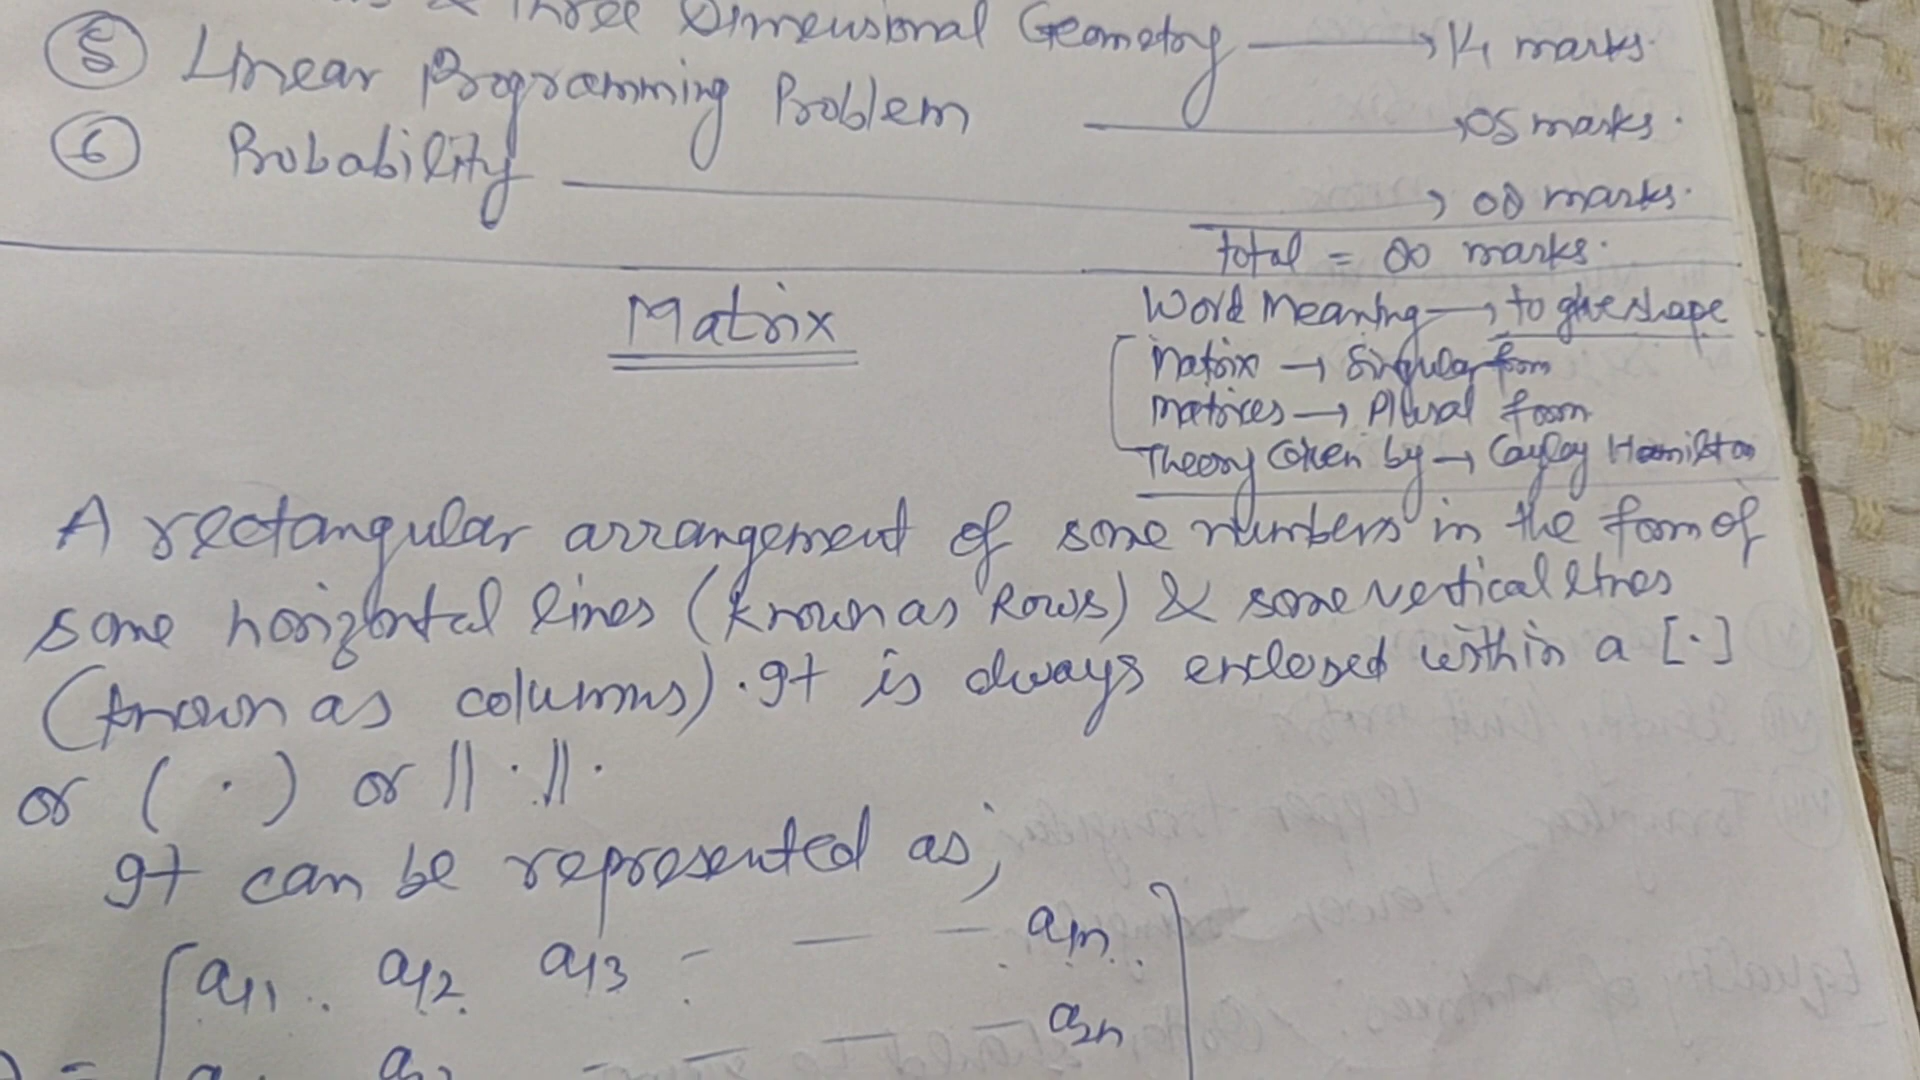 & Three Dimensional Geometry → 14 marks.
⑤ Linear Programming Problem → 05 marks.
⑥ Probability → 08 marks.
total = 80 marks.
Matrix
Word Meaning → to give shape
Matrix → Singular form
Matrices → Plural form
Theory Given by → Cayley Hamilton
A rectangular arrangement of some numbers in the form of
some horizontal lines (known as Rows) & some vertical lines
(known as columns). It is always enclosed within a [·]
or (·) or ||·||.
It can be represented as,
a11 a12 a13 - - - a1n
a2n